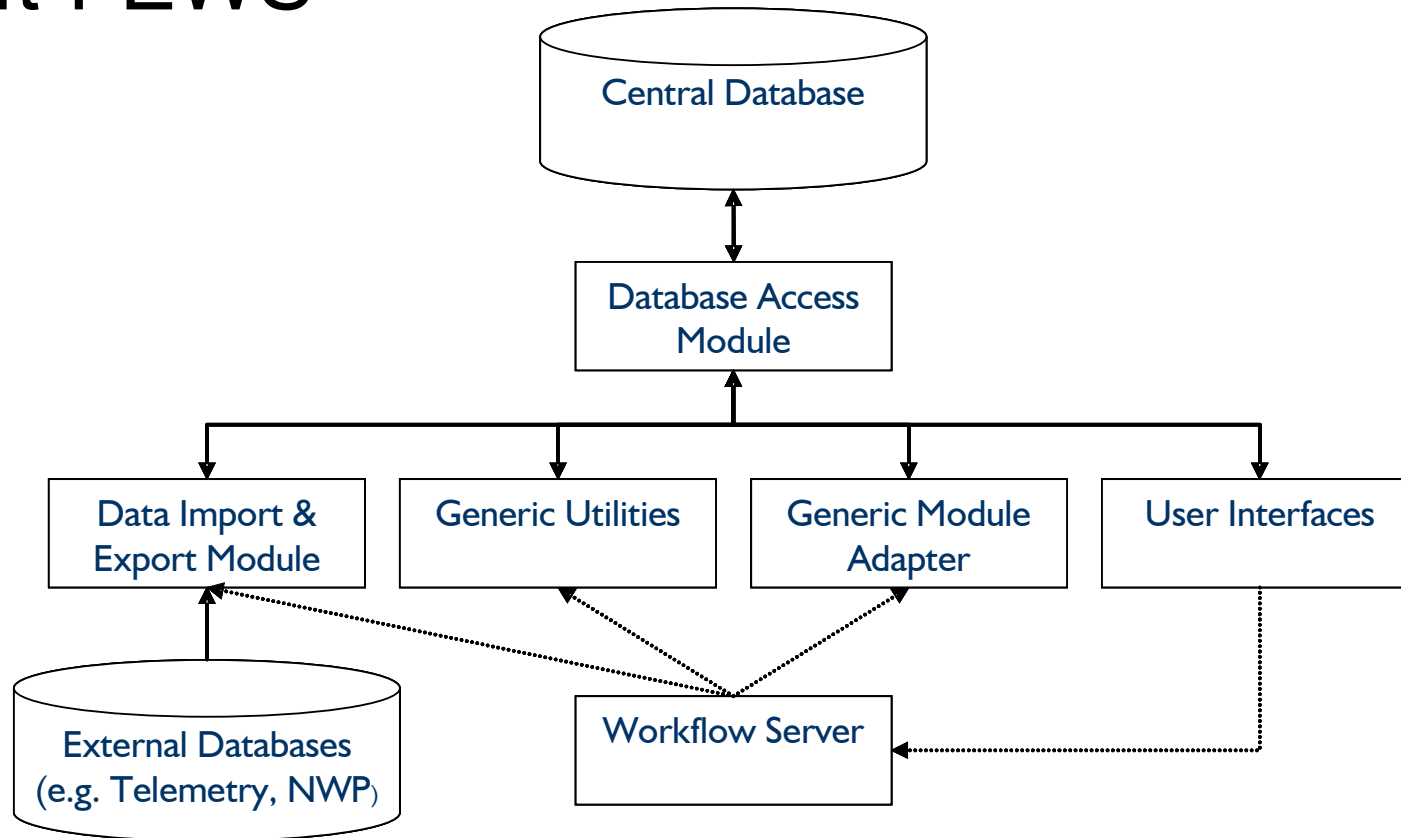 Central Database
Database Access
Module
Data Import &
Export Module
Generic Utilities
Generic Module
Adapter
User Interfaces
External Databases
(e.g. Telemetry, NWP)
Workflow Server